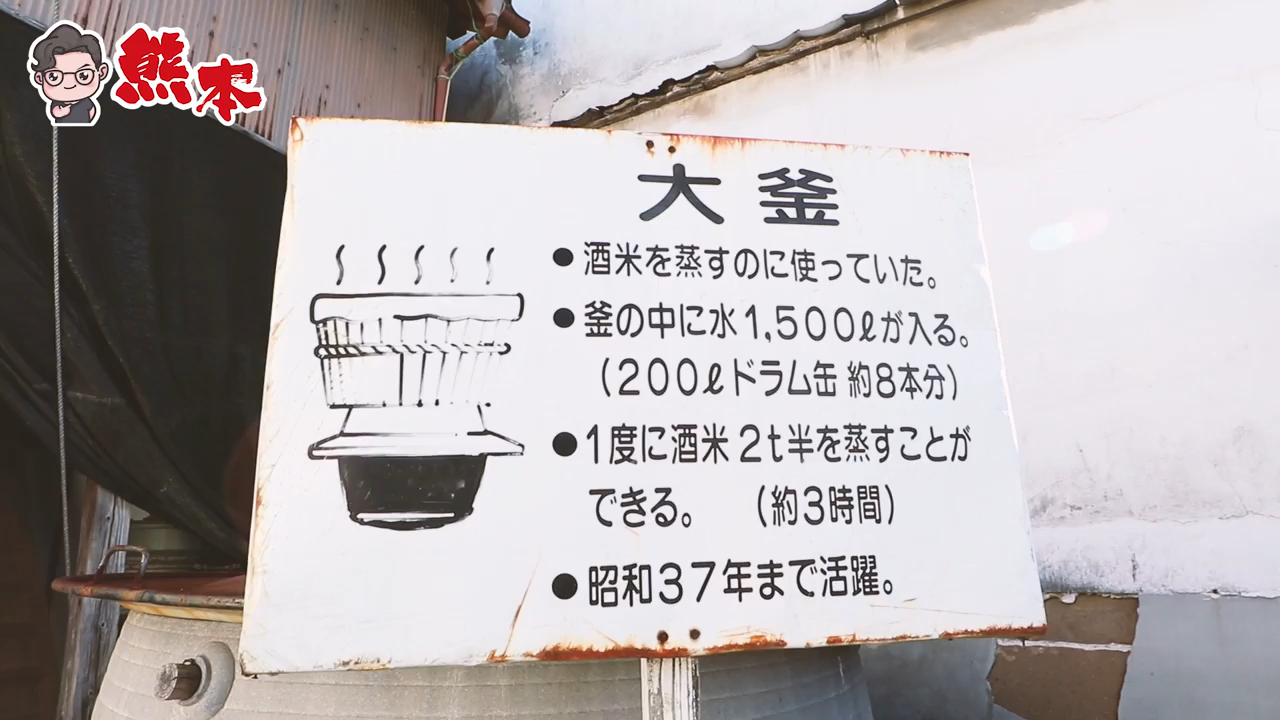 熊本
大釜
●酒米を蒸すのに使っていた。
●釜の中に水1,500ℓが入る。
(200ℓドラム缶 約8本分)
●1度に酒米2t半を蒸すことが
できる。 (約3時間)
●昭和37年まで活躍。